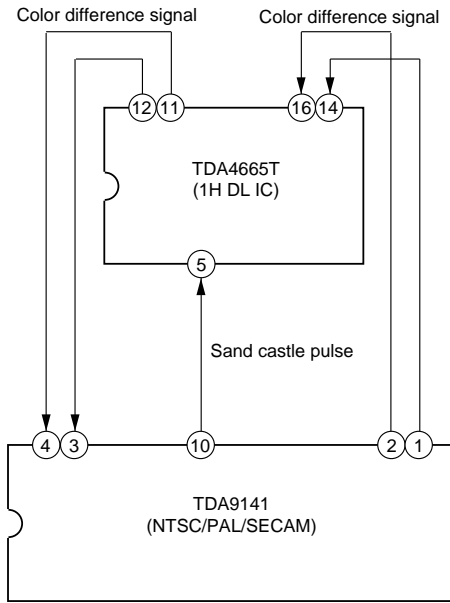 Color difference signal
Color difference signal
12 11 16 14
TDA4665T
(1H DL IC)
5
Sand castle pulse
4 3 10 2 1
TDA9141
(NTSC/PAL/SECAM)